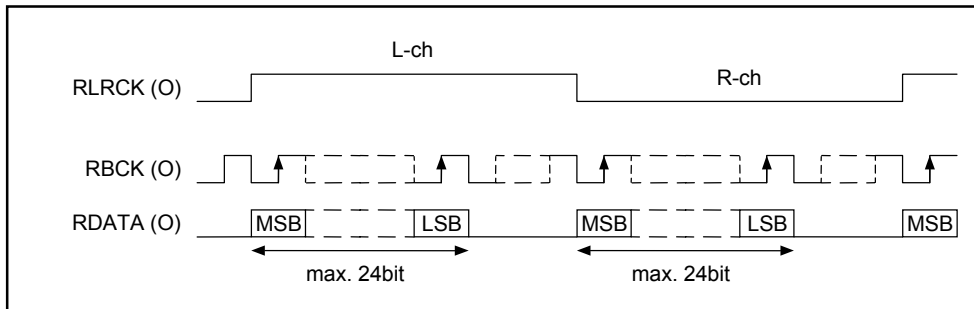 L-ch
R-ch
RLRCK (O)
RBCK (O)
RDATA (O)
MSB
LSB
MSB
LSB
MSB
max. 24bit
max. 24bit